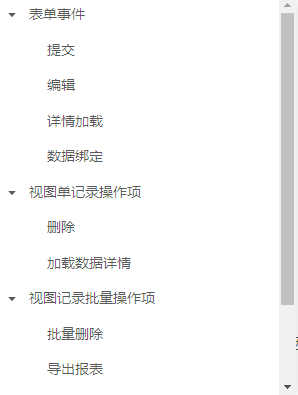 表单事件
提交
编辑
详情加载
数据绑定
视图单记录操作项
删除
加载数据详情
视图记录批量操作项
批量删除
导出报表